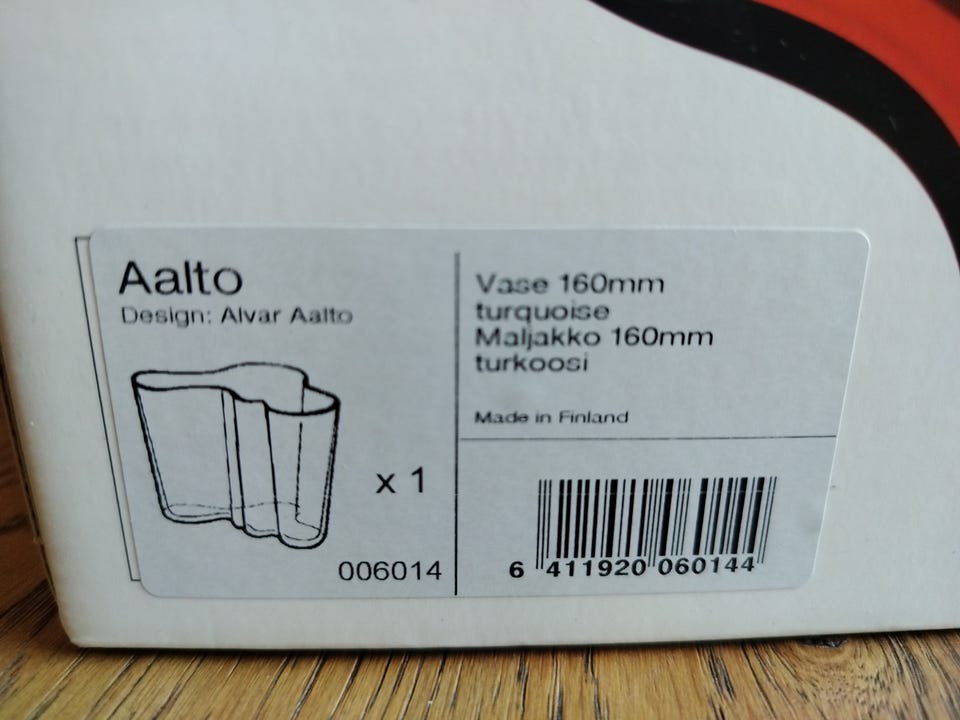 Aalto
Design: Alvar Aalto
x 1
006014
Vase 160mm
turquoise
Maljakko 160mm
turkoosi
Made in Finland
6 411920 060144